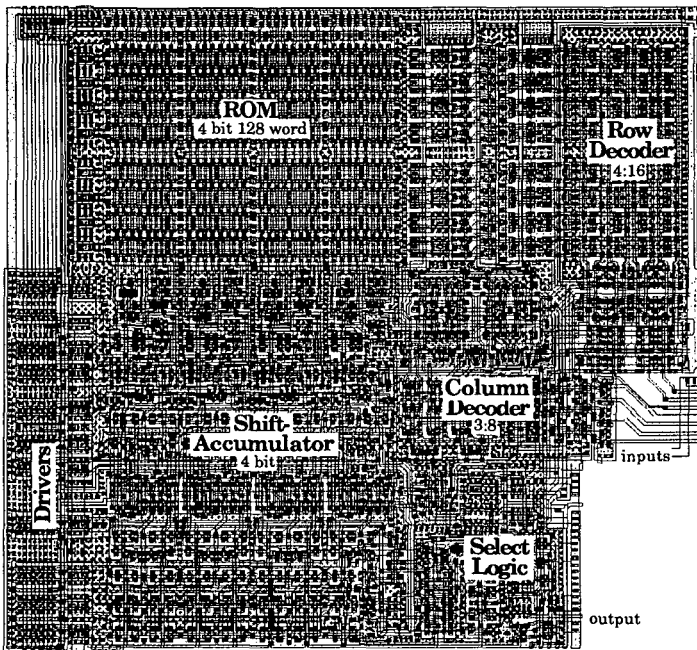 ROM
4 bit 128 word
Row
Decoder
4:16
Column
Decoder
3:8
Shift-
Accumulator
4 bit
inputs
Drivers
Select
Logic
output